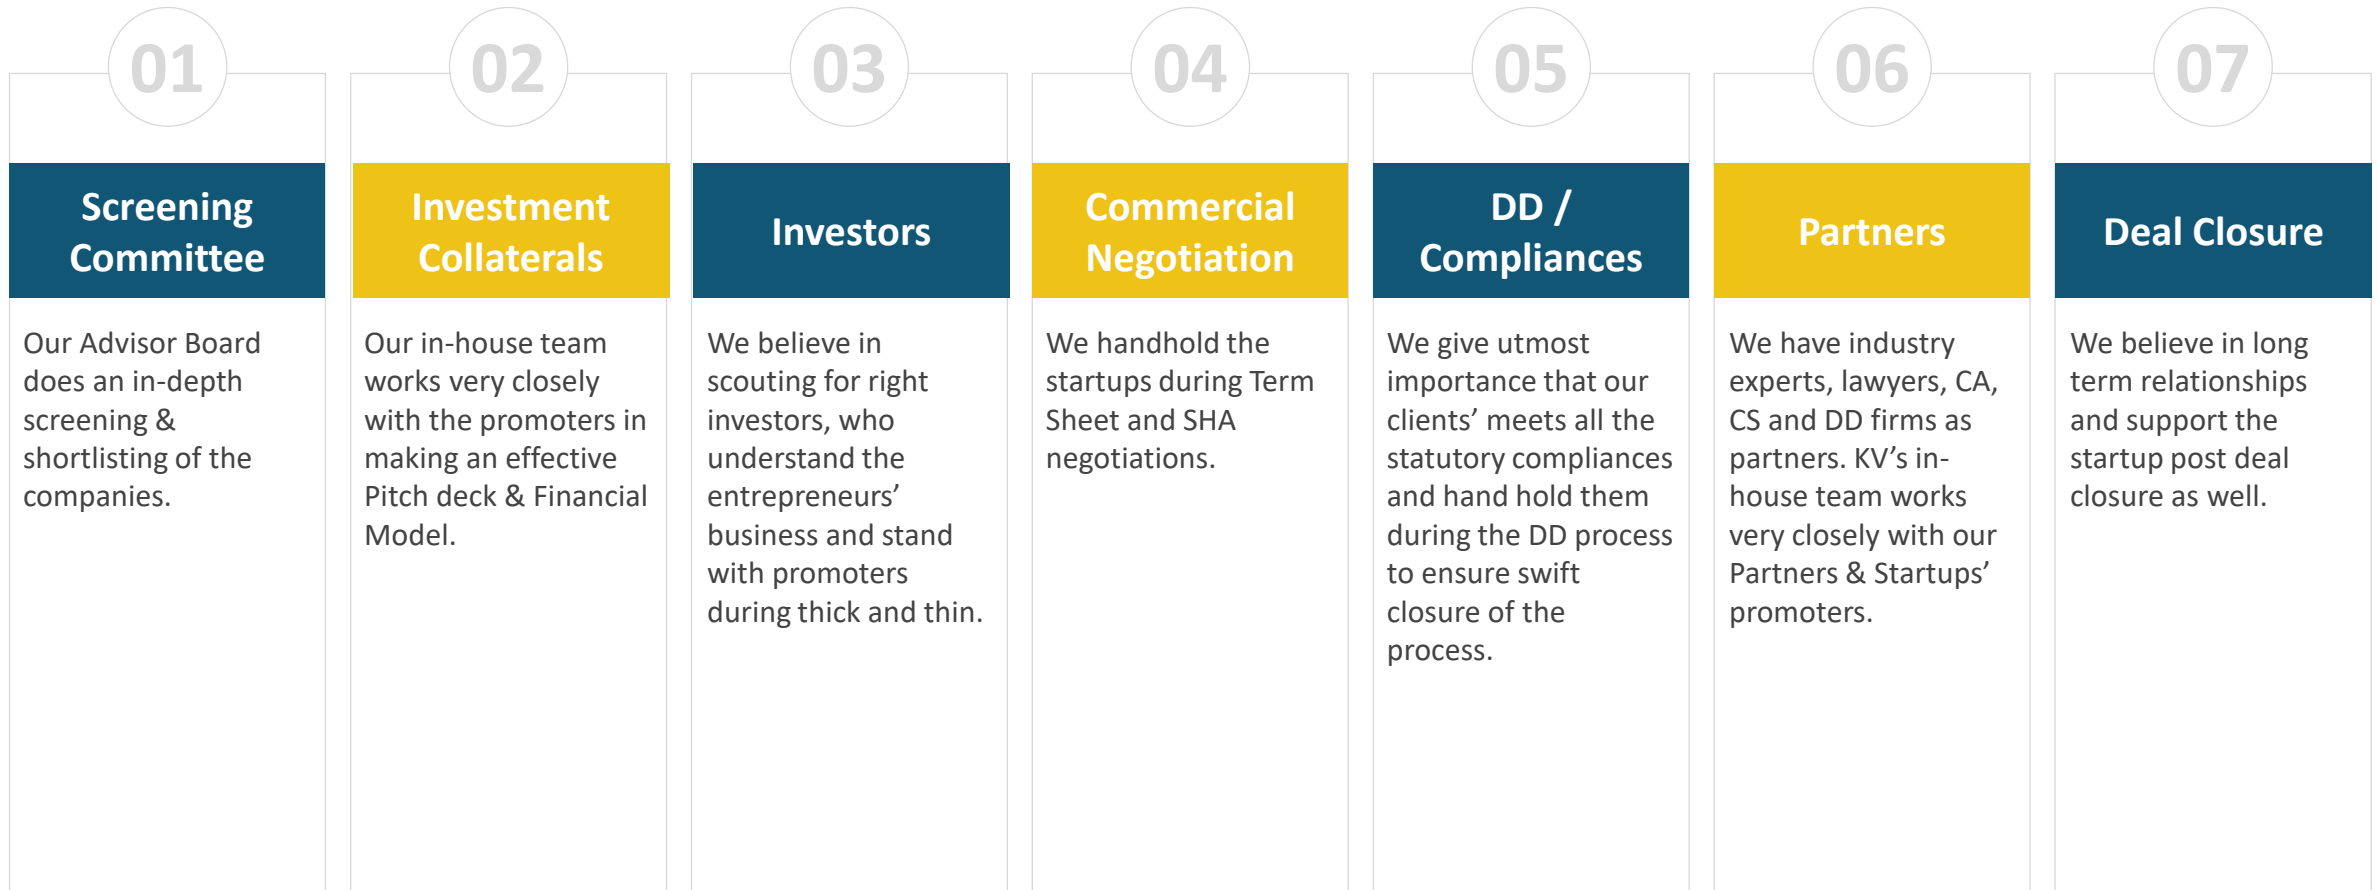 01
Screening
Committee
Our Advisor Board
does an in-depth
screening &
shortlisting of the
companies.
02
Investment
Collaterals
Our in-house team
works very closely
with the promoters in
making an effective
Pitch deck & Financial
Model.
03
Investors
We believe in
scouting for right
investors, who
understand the
entrepreneurs’
business and stand
with promoters
during thick and thin.
04
Commercial
Negotiation
We handhold the
startups during Term
Sheet and SHA
negotiations.
05
DD /
Compliances
We give utmost
importance that our
clients’ meets all the
statutory compliances
and hand hold them
during the DD process
to ensure swift
closure of the
process.
06
Partners
We have industry
experts, lawyers, CA,
CS and DD firms as
partners. KV’s in-
house team works
very closely with our
Partners & Startups’
promoters.
07
Deal Closure
We believe in long
term relationships
and support the
startup post deal
closure as well.